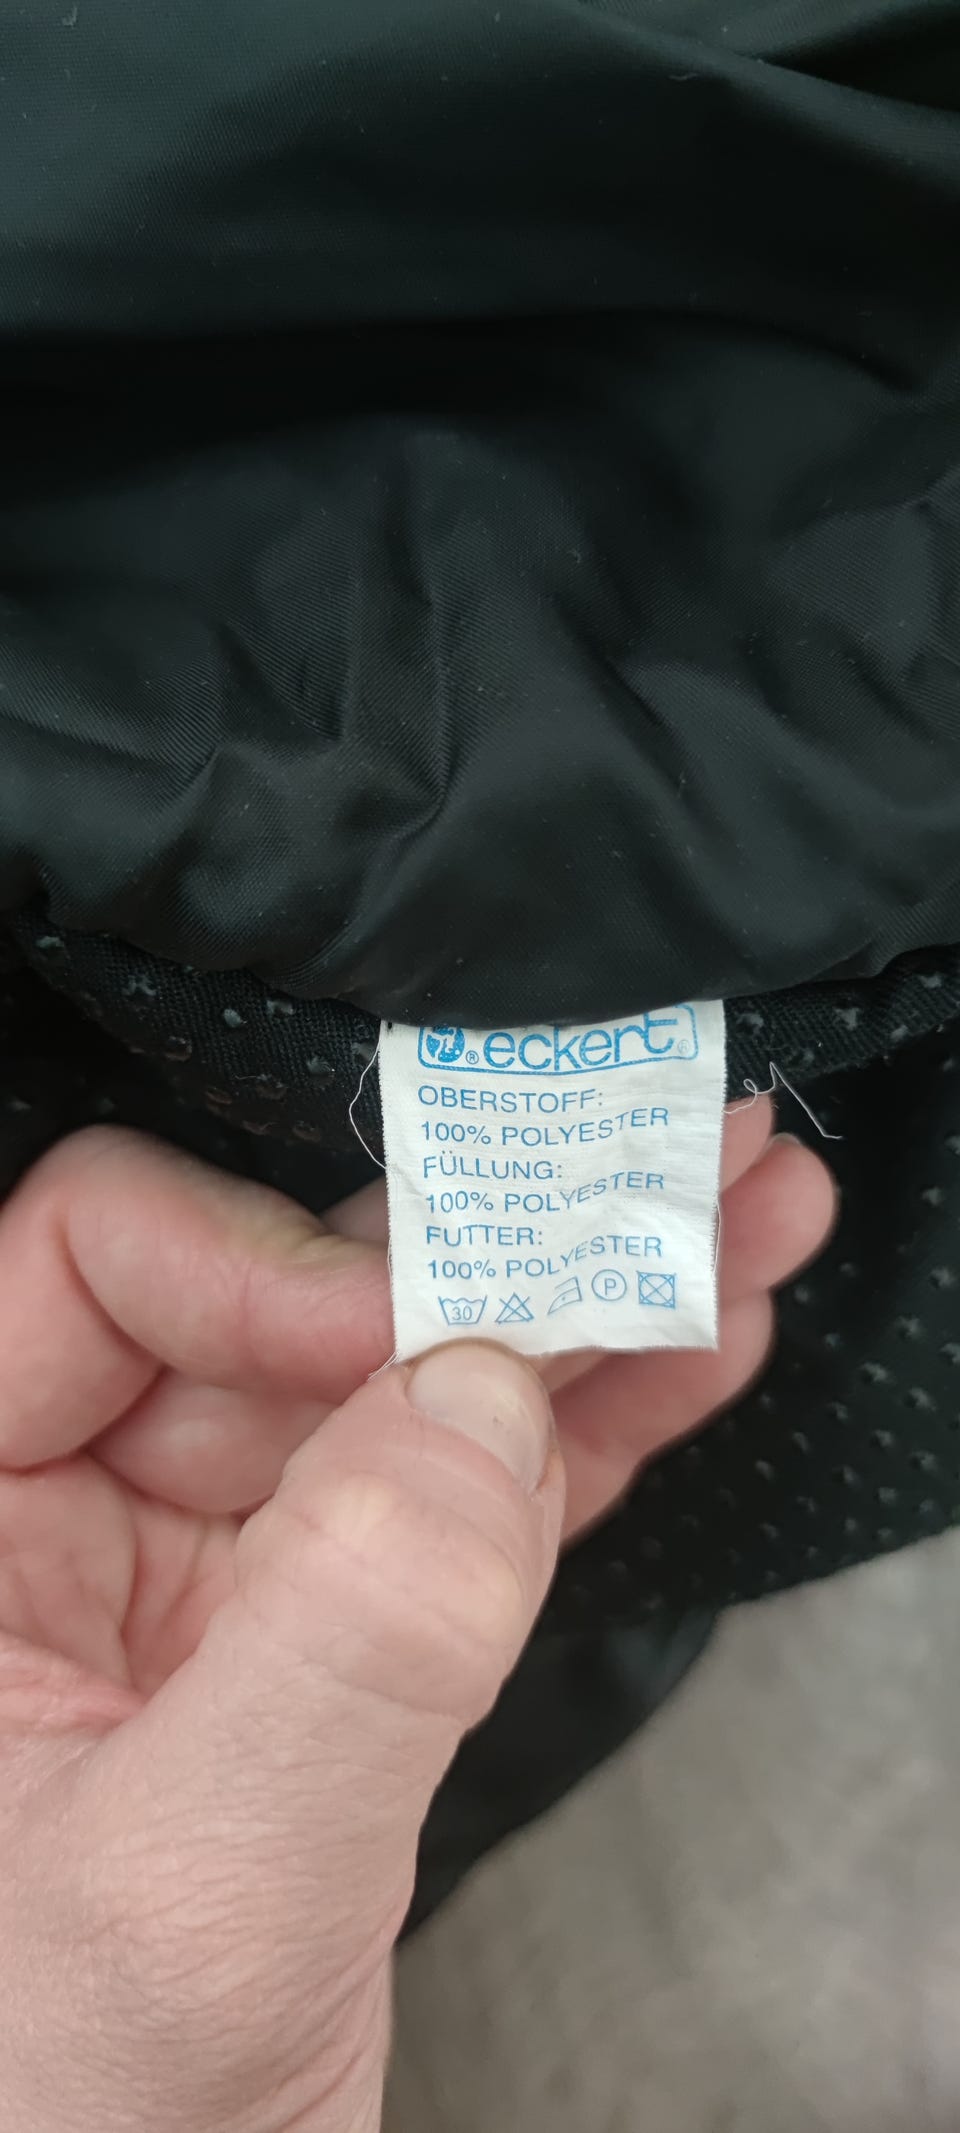 ® eckert ®
OBERSTOFF:
100% POLYESTER
FÜLLUNG:
100% POLYESTER
FUTTER:
100% POLYESTER
30 P